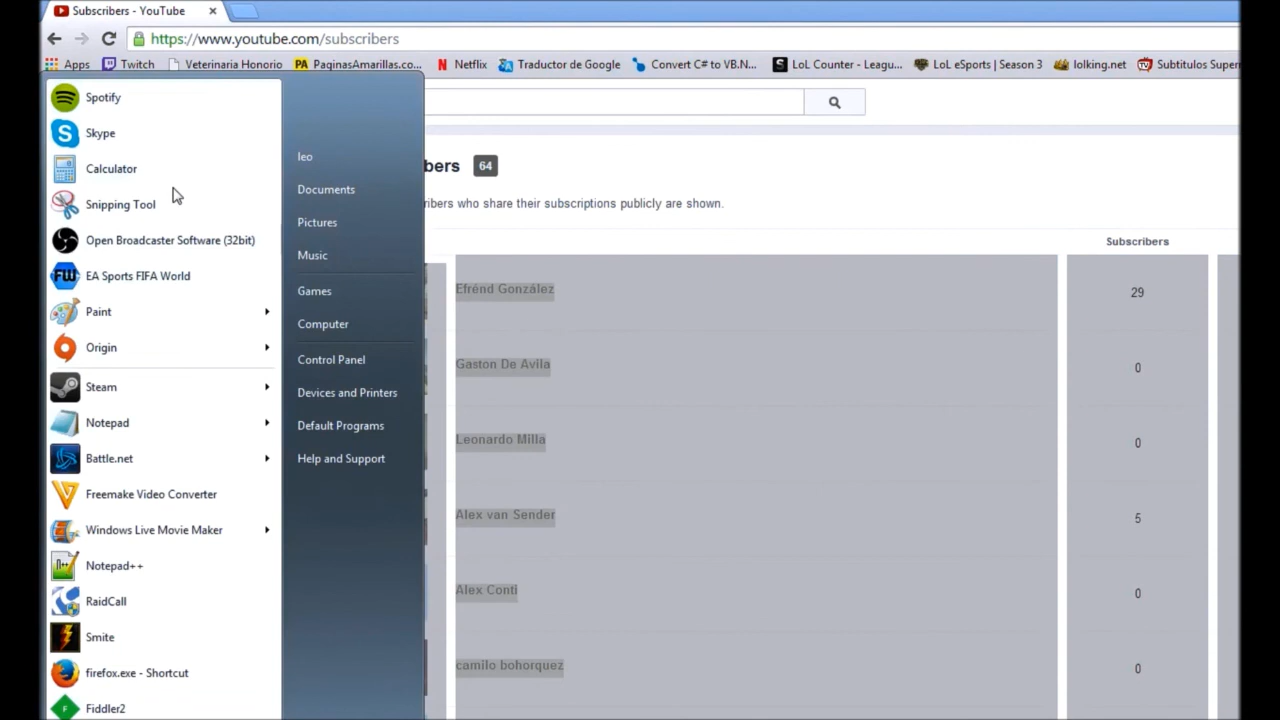 Subscribers - YouTube
https://www.youtube.com/subscribers
Apps Twitch Veterinaria Honorio PaginasAmarillas.co... Netflix Traductor de Google Convert C# to VB.N... LoL Counter - Leagu... LoL eSports | Season 3 lolking.net Subtitulos Super
Spotify
Skype
Calculator
Snipping Tool
Open Broadcaster Software (32bit)
EA Sports FIFA World
Paint
Origin
Steam
Notepad
Battle.net
Freemake Video Converter
Windows Live Movie Maker
Notepad++
RaidCall
Smite
firefox.exe - Shortcut
Fiddler2
leo
Documents
Pictures
Music
Games
Computer
Control Panel
Devices and Printers
Default Programs
Help and Support
bers 64
ribers who share their subscriptions publicly are shown.
Subscribers
Efrénd González 29
Gaston De Avila 0
Leonardo Milla 0
Alex van Sender 5
Alex Conti 0
camilo bohorquez 0